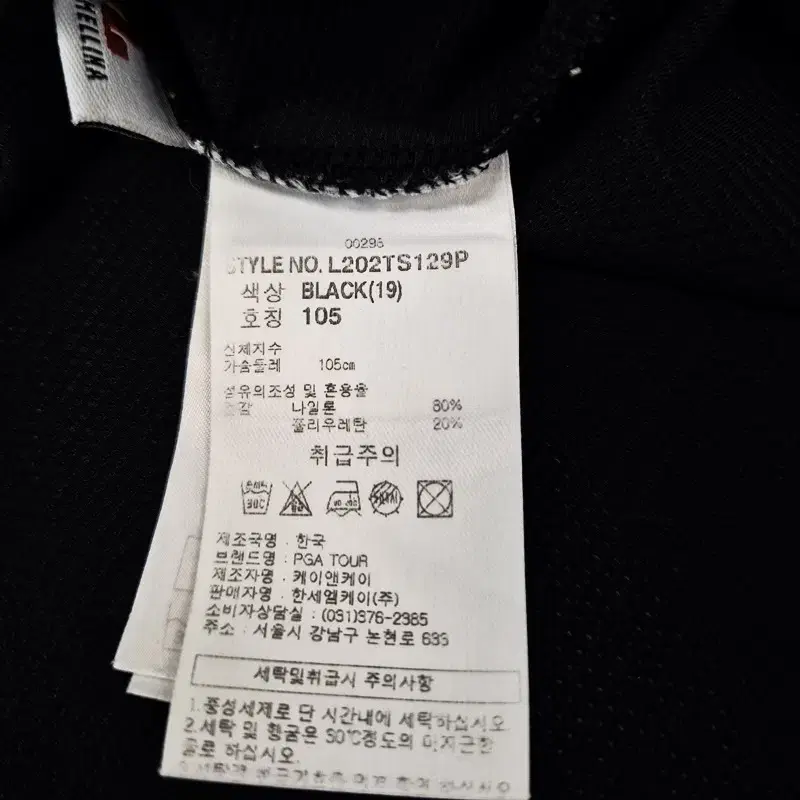 HELLINA
00298
STYLE NO. L202TS129P
색상 BLACK(19)
호칭 105
신체지수
가슴둘레 105㎝
섬유의조성 및 혼용율
겉감 나일론 80%
폴리우레탄 20%
취급주의
제조국명 : 한국
브랜드명 : PGA TOUR
제조자명 : 케이앤케이
판매자명 : 한세엠케이(주)
소비자상담실 : (031)376-2985
주소 : 서울시 강남구 논현로 633
세탁및취급시 주의사항
1.중성세제로 단 시간내에 세탁하십시오
2.세탁 및 헹굼은 30℃정도의 미지근한
물로 하십시오